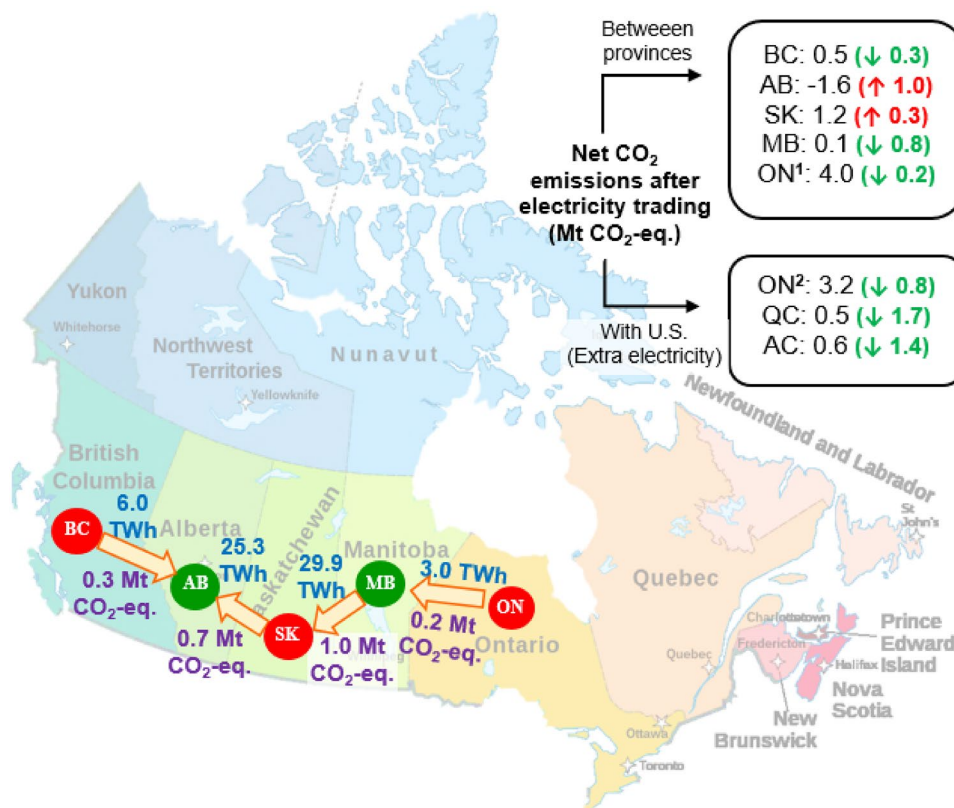 Betweeen
provinces
BC: 0.5 (↓ 0.3)
AB: -1.6 (↑ 1.0)
SK: 1.2 (↑ 0.3)
MB: 0.1 (↓ 0.8)
ON¹: 4.0 (↓ 0.2)
Net CO₂
emissions after
electricity trading
(Mt CO₂-eq.)
With U.S.
(Extra electricity)
ON²: 3.2 (↓ 0.8)
QC: 0.5 (↓ 1.7)
AC: 0.6 (↓ 1.4)
Yukon
Whitehorse
Northwest
Territories
Yellowknife
Nunavut
Newfoundland and Labrador
St
John's
British
Columbia
6.0
TWh
BC
0.3 Mt
CO₂-eq.
Alberta
25.3
TWh
AB
0.7 Mt
CO₂-eq.
askatchewan
SK
29.9
TWh
1.0 Mt
CO₂-eq.
Manitoba
MB
3.0 TWh
0.2 Mt
CO₂-eq.
ON
Ontario
Quebec
Quebec
Ottawa
Toronto
Charlottetown
Fredericton
Halifax
Prince
Edward
Island
Nova
Scotia
New
Brunswick